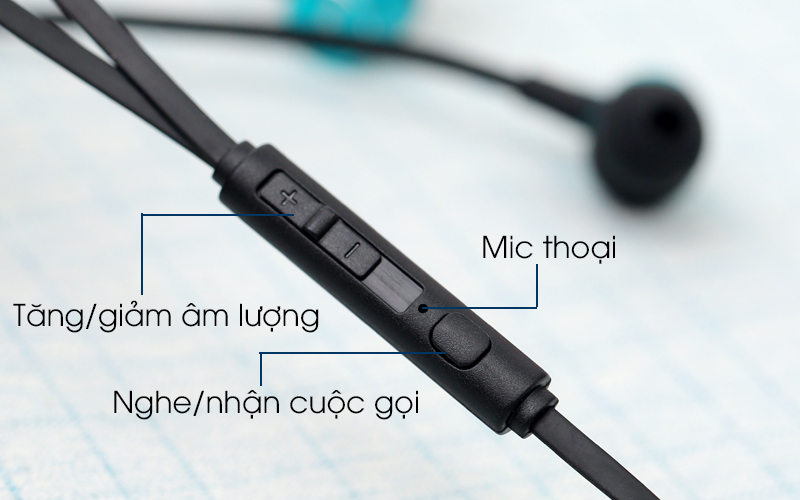 +
−
Mic thoại
Tăng/giảm âm lượng
Nghe/nhận cuộc gọi